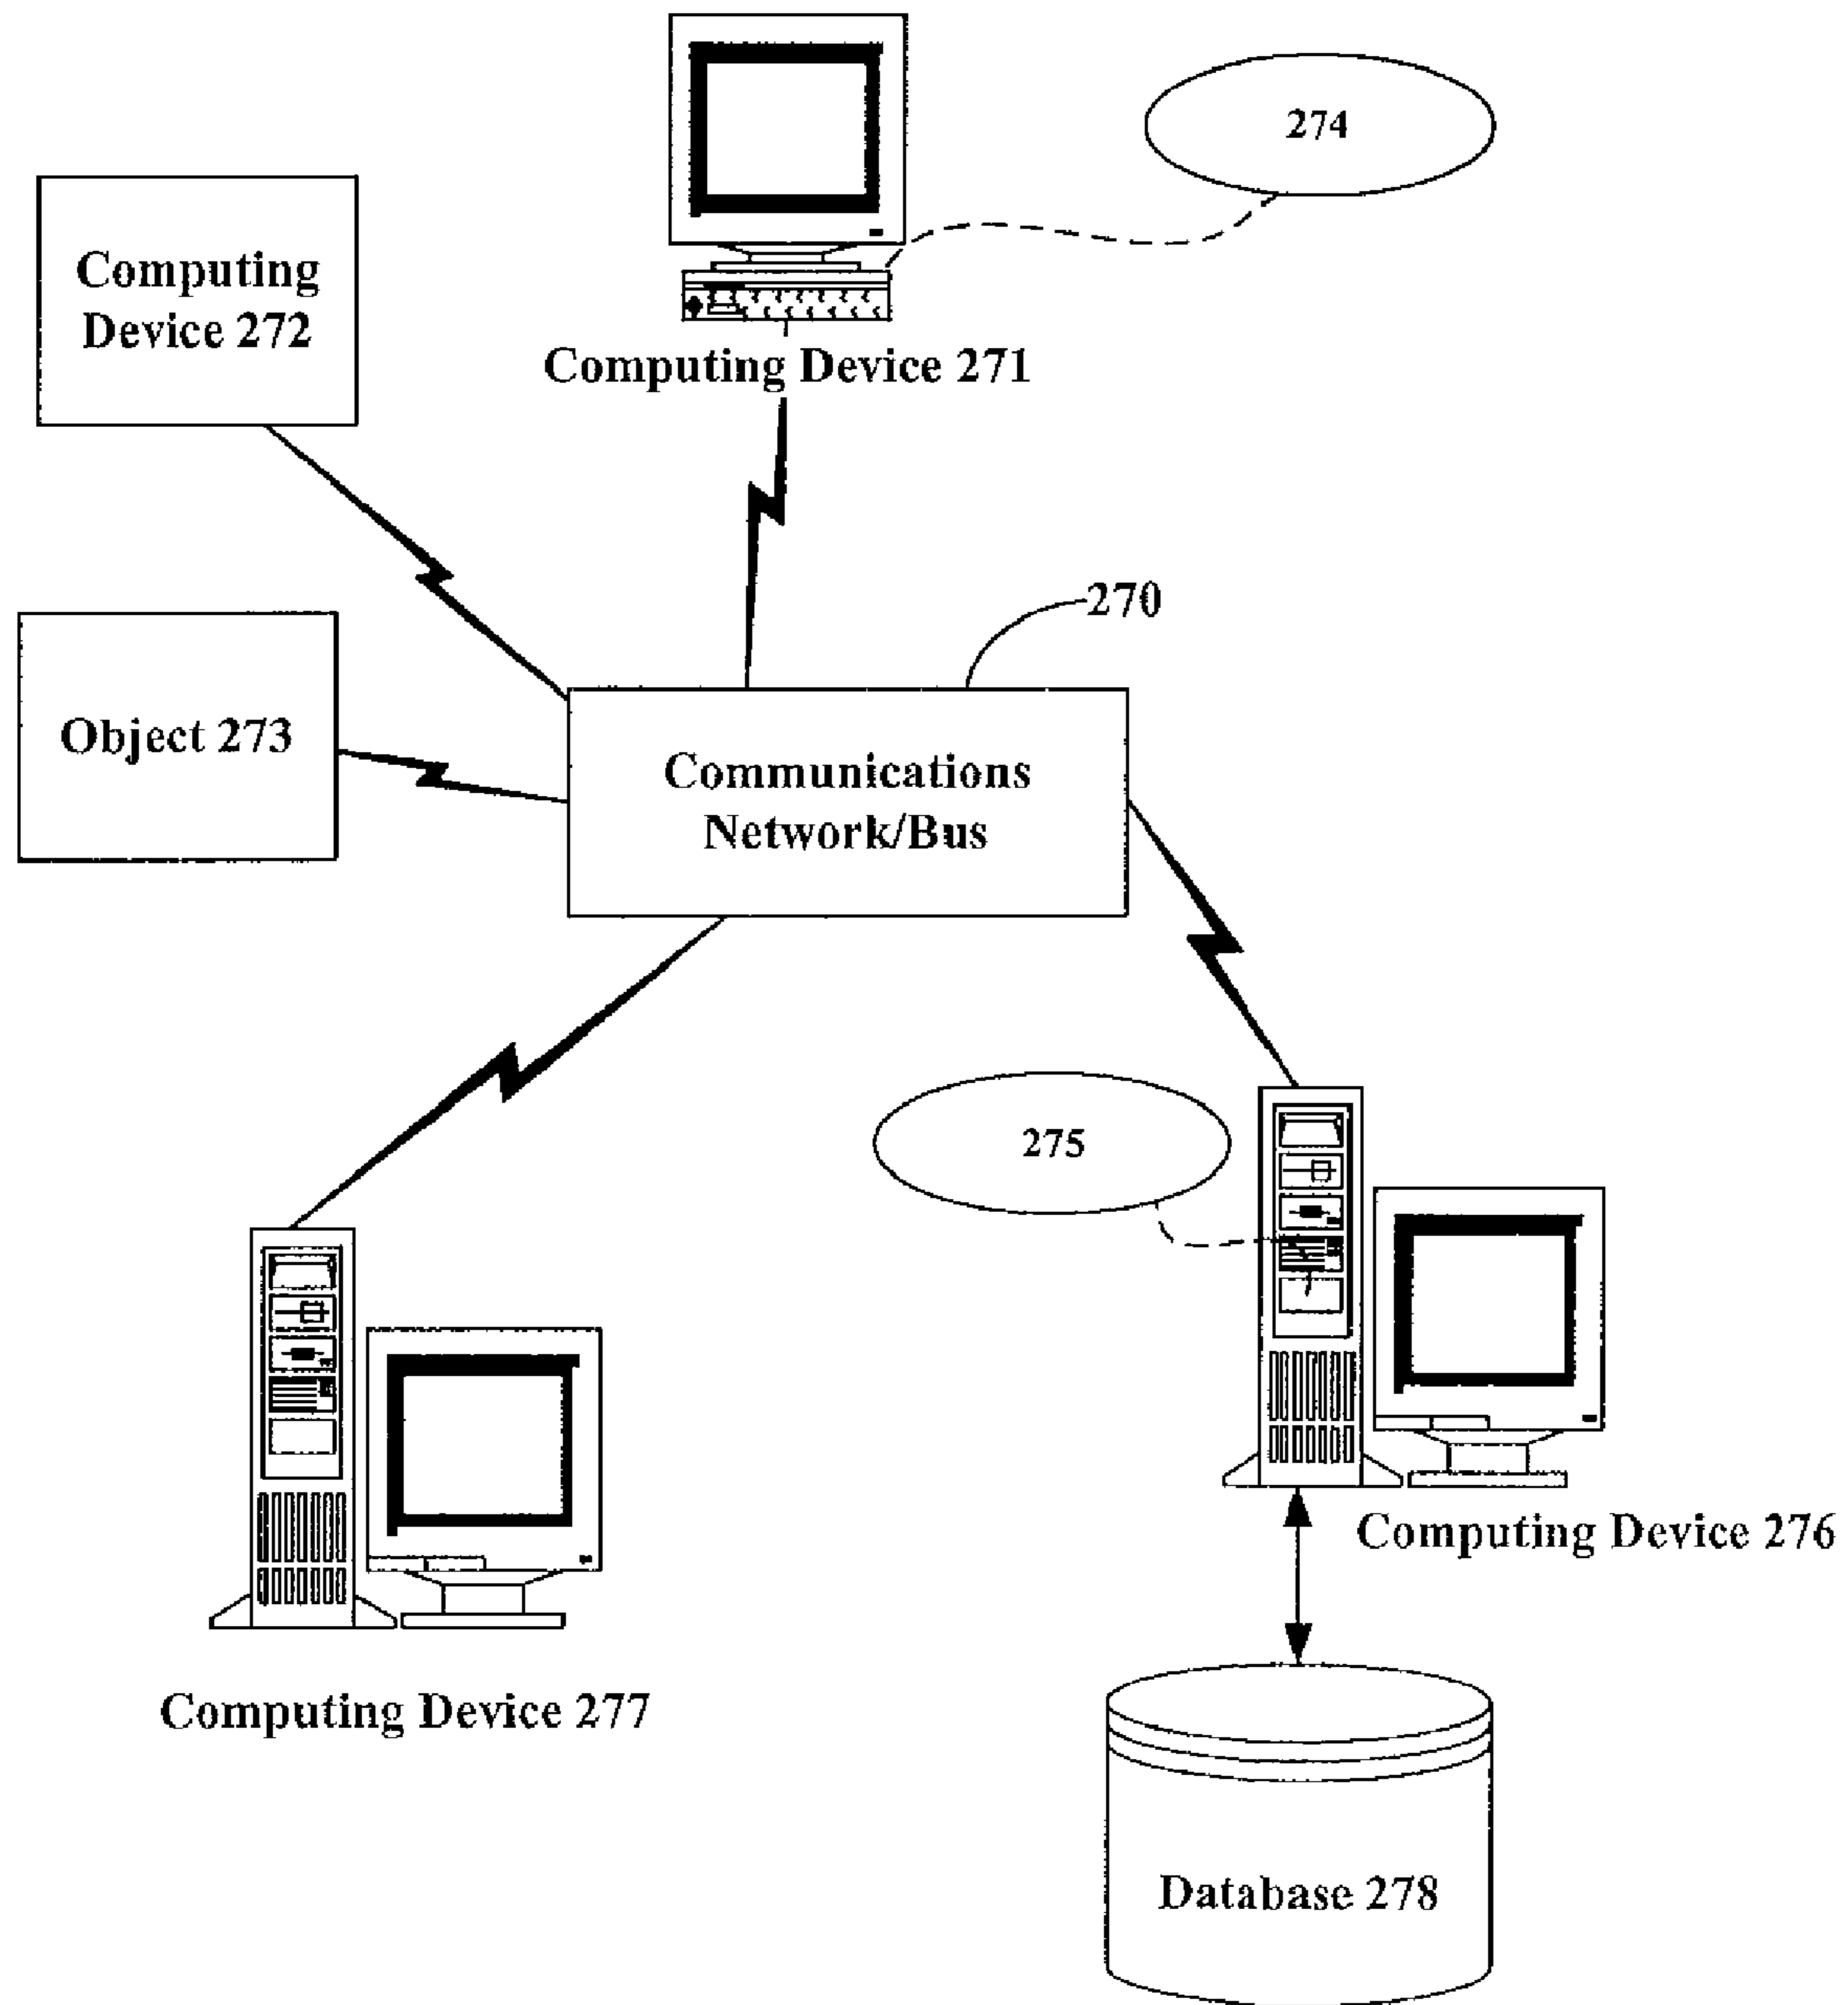 274
Computing
Device 272
Computing Device 271
270
Object 273
Communications
Network/Bus
275
Computing Device 276
Computing Device 277
Database 278